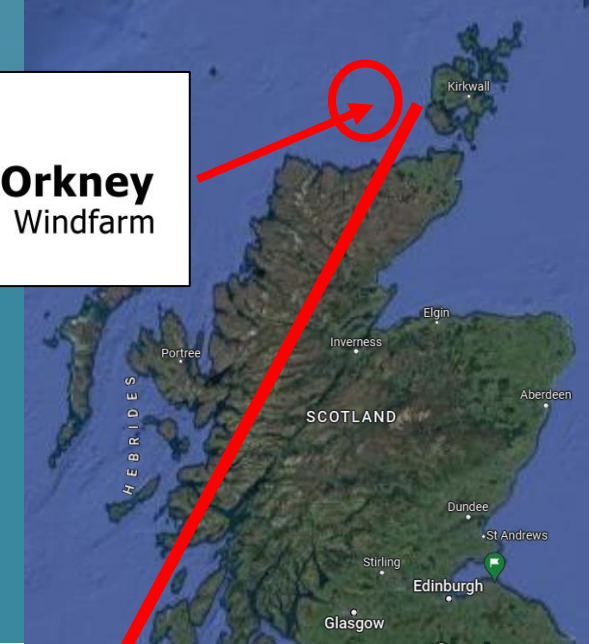 Kirkwall
Orkney
Windfarm
Elgin
Inverness
Portree
Aberdeen
HEBRIDES
SCOTLAND
Dundee
St Andrews
Stirling
Edinburgh
Glasgow